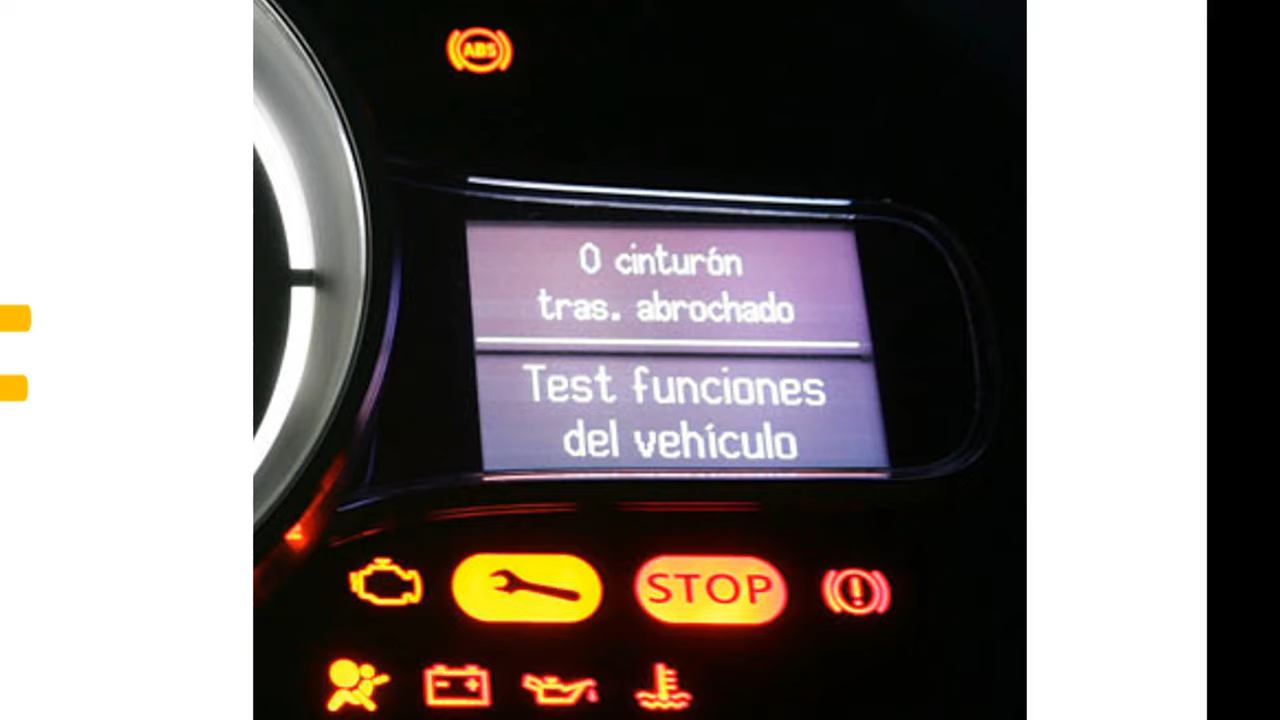 ABS
0 cinturón
tras. abrochado
Test funciones
del vehículo
STOP